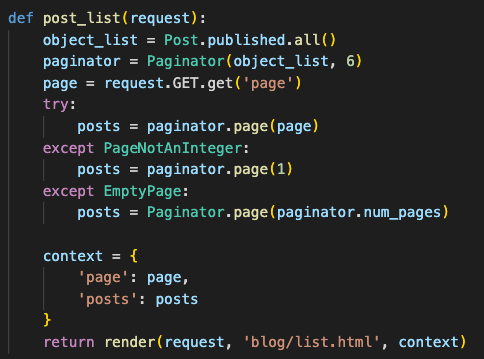 def post_list(request):
    object_list = Post.published.all()
    paginator = Paginator(object_list, 6)
    page = request.GET.get('page')
    try:
        posts = paginator.page(page)
    except PageNotAnInteger:
        posts = paginator.page(1)
    except EmptyPage:
        posts = Paginator.page(paginator.num_pages)

    context = {
        'page': page,
        'posts': posts
    }
    return render(request, 'blog/list.html', context)